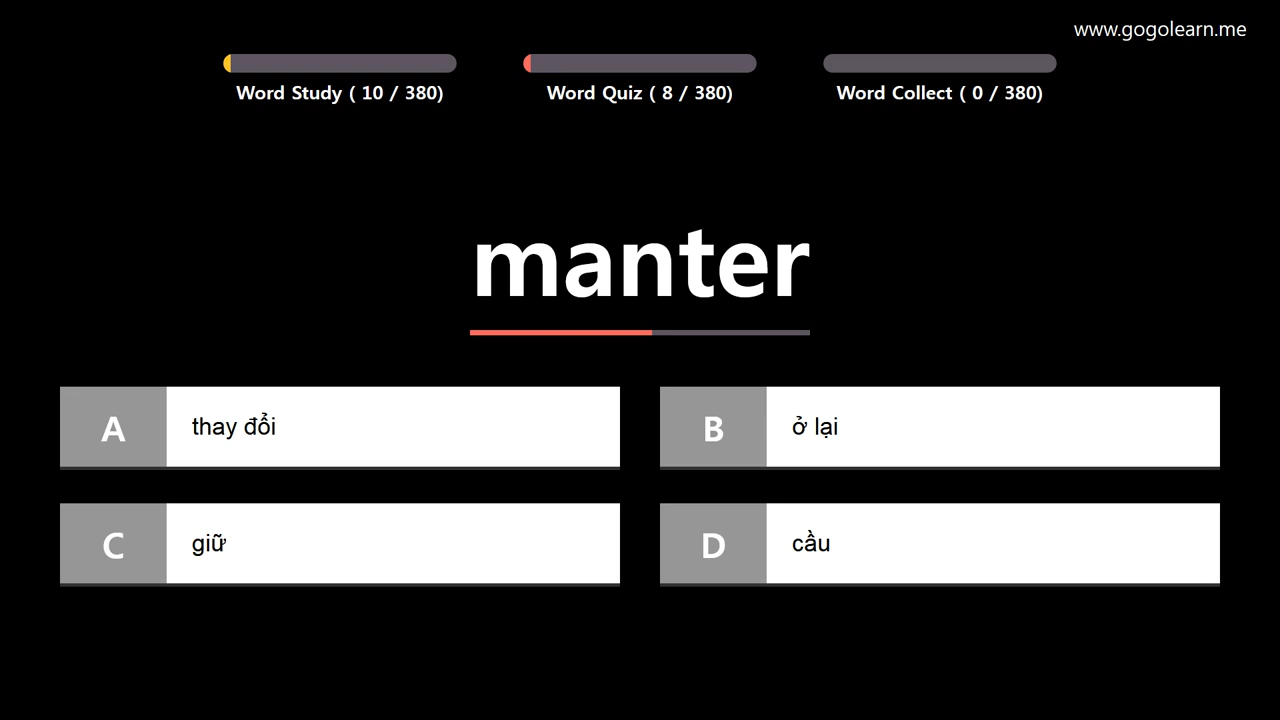 www.gogolearn.me
Word Study ( 10 / 380)
Word Quiz ( 8 / 380)
Word Collect ( 0 / 380)
manter
A
thay đổi
B
ở lại
C
giữ
D
cầu